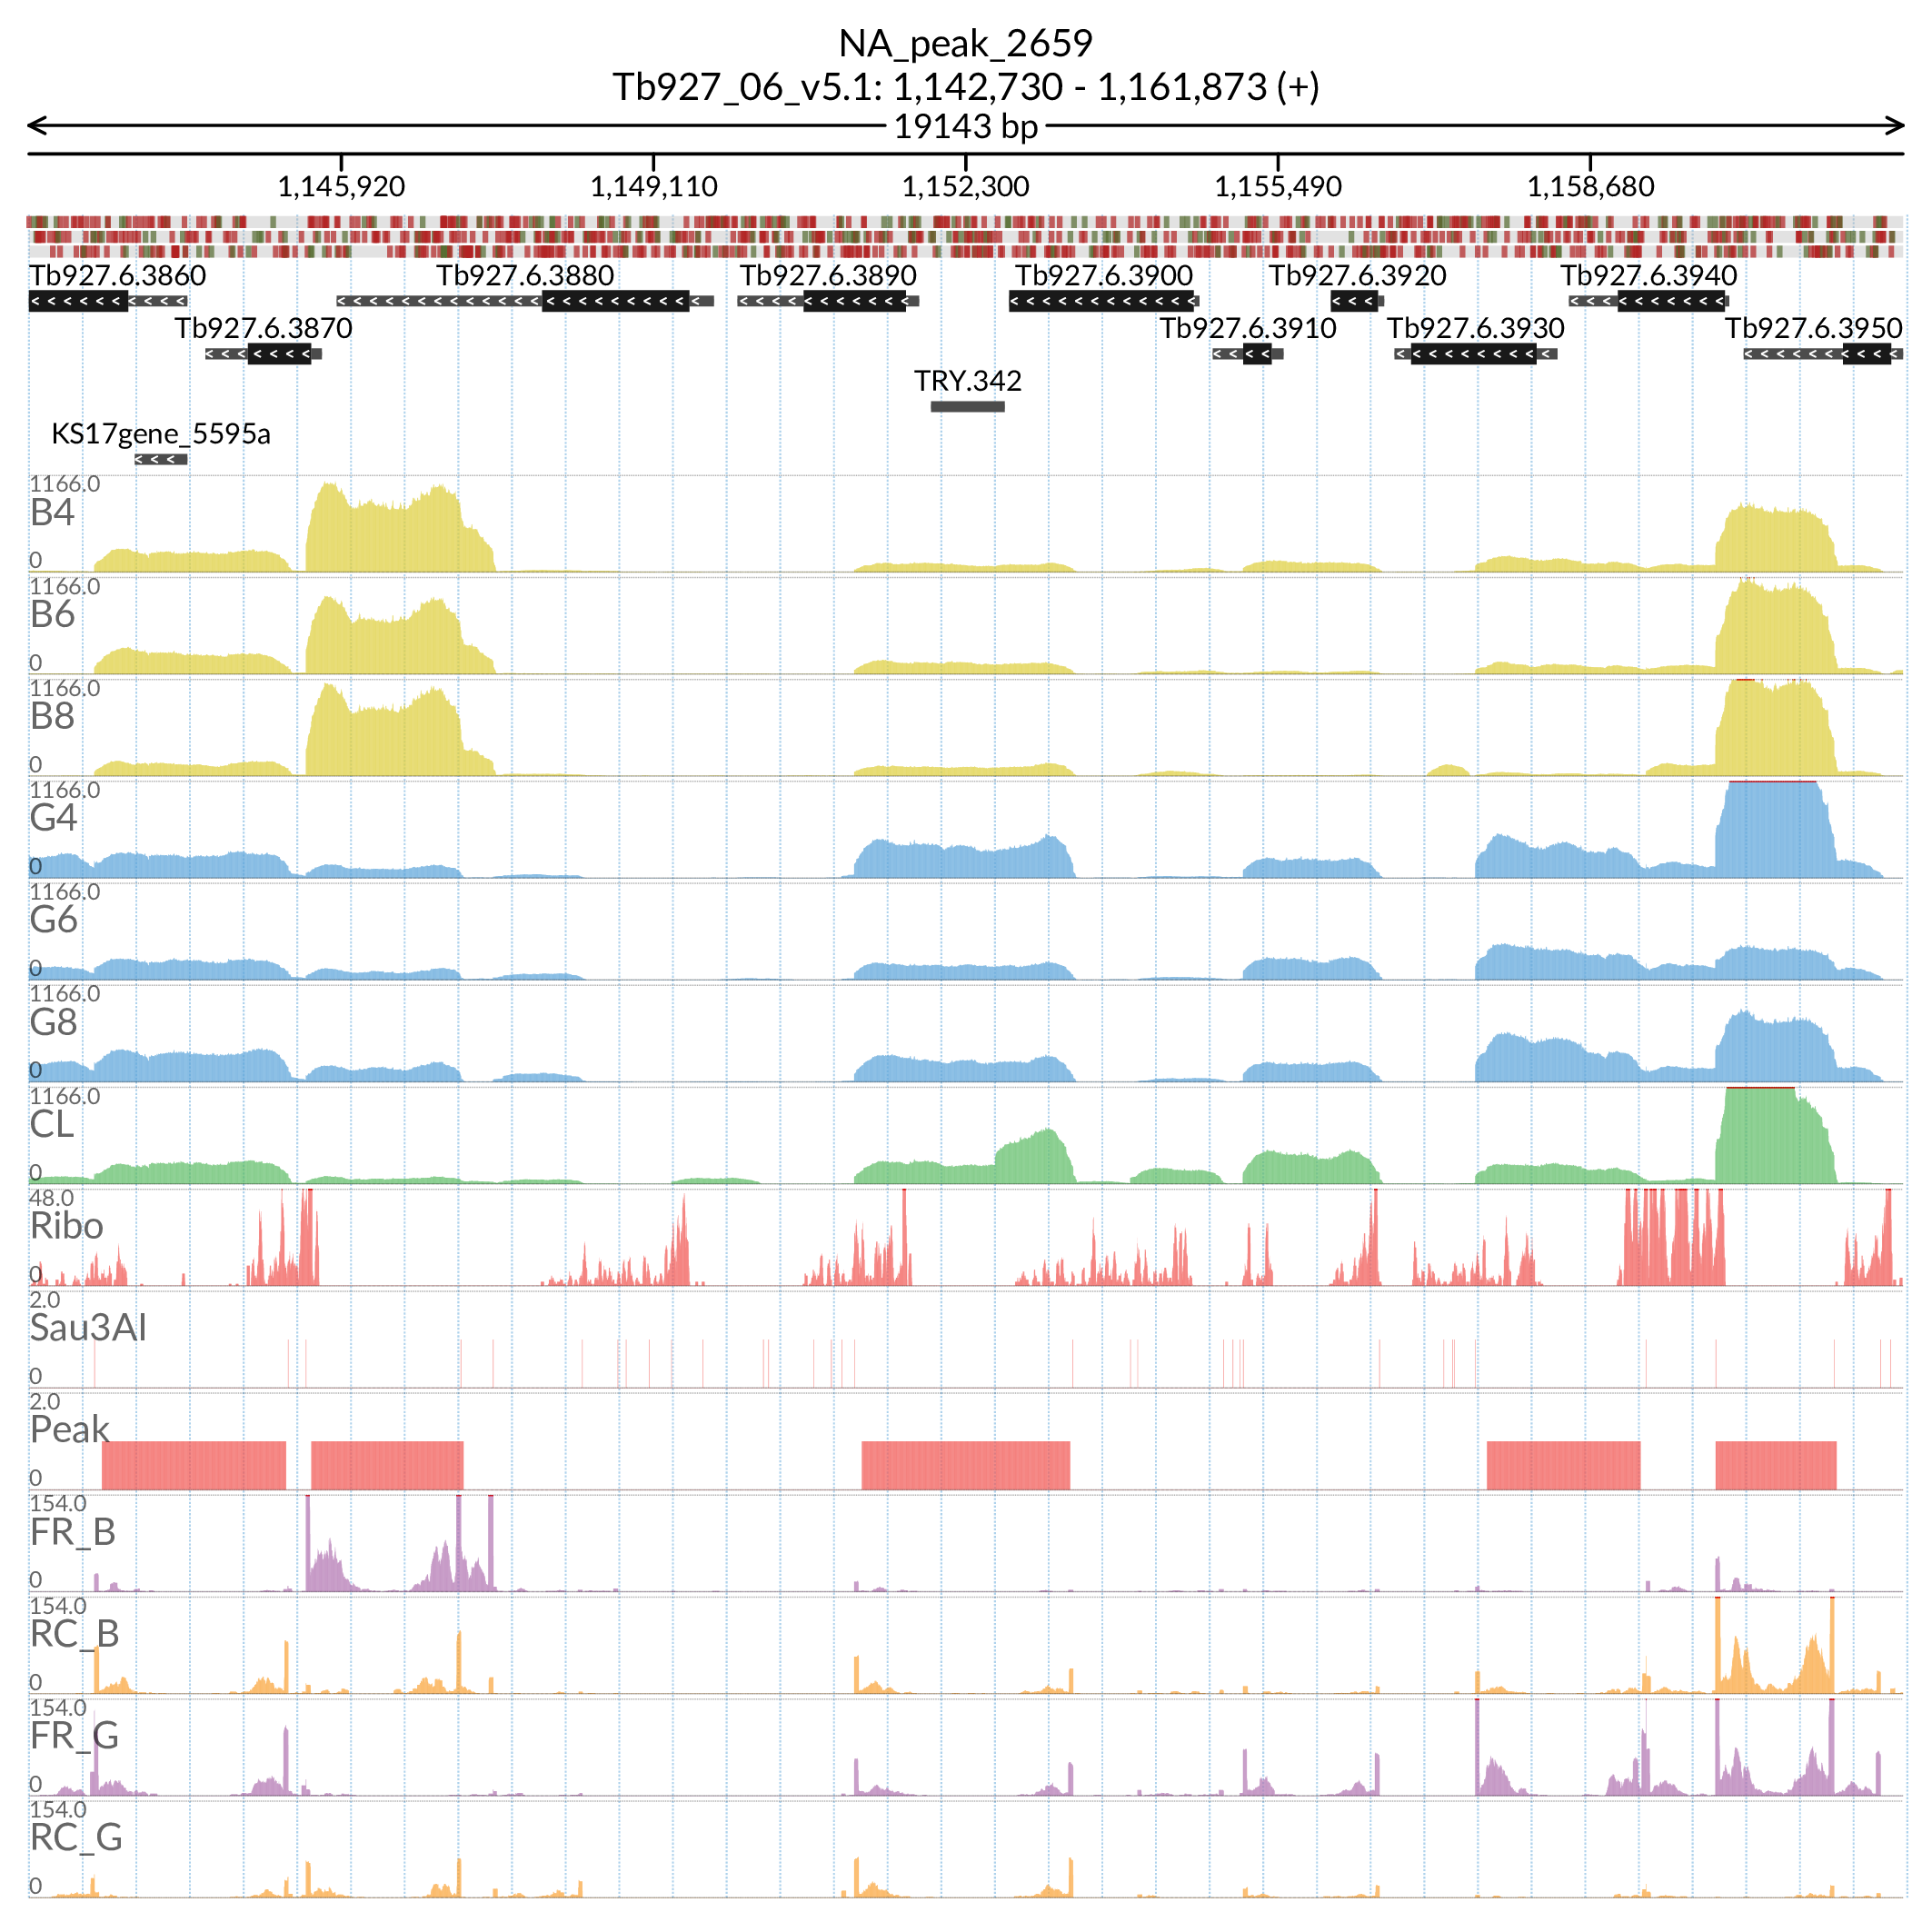 NA_peak_2659
Tb927_06_v5.1: 1,142,730 - 1,161,873 (+)
19143 bp
1,145,920 1,149,110 1,152,300 1,155,490 1,158,680
Tb927.6.3860 Tb927.6.3880 Tb927.6.3890 Tb927.6.3900 Tb927.6.3920 Tb927.6.3940
Tb927.6.3870 Tb927.6.3910 Tb927.6.3930 Tb927.6.3950
TRY.342
KS17gene_5595a
1166.0
B4
0
1166.0
B6
0
1166.0
B8
0
1166.0
G4
0
1166.0
G6
0
1166.0
G8
0
1166.0
CL
0
48.0
Ribo
0
2.0
Sau3AI
0
2.0
Peak
0
154.0
FR_B
0
154.0
RC_B
0
154.0
FR_G
0
154.0
RC_G
0